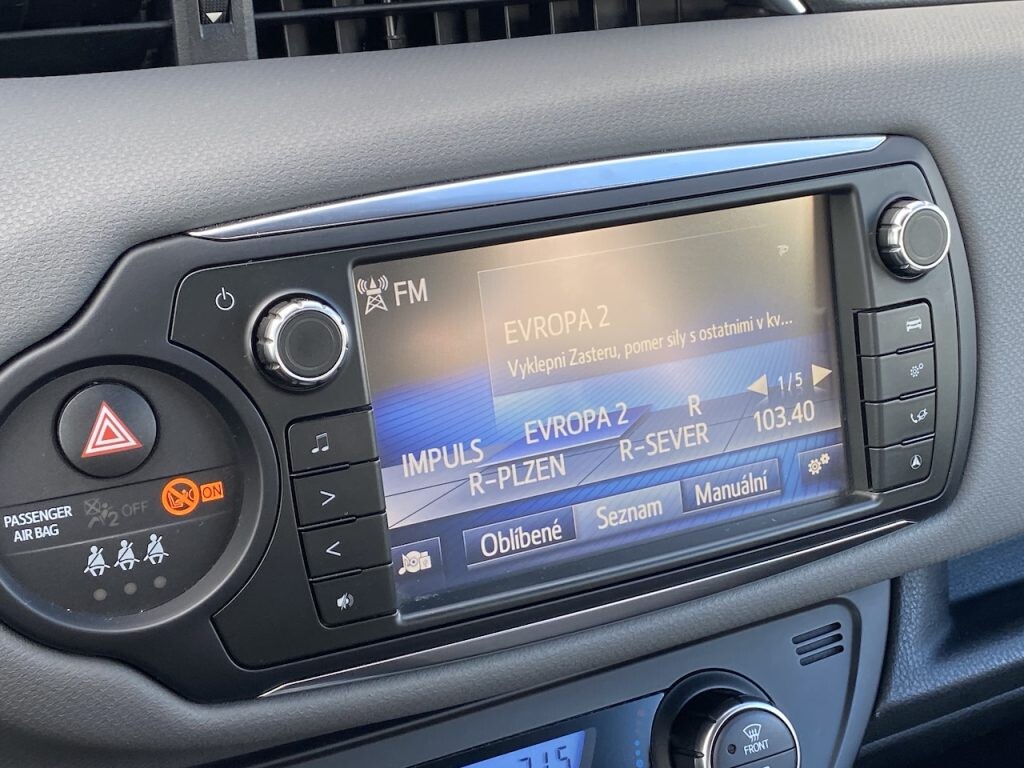 FM
EVROPA 2
Vyklepni Zasteru, pomer sily s ostatnimi v kv...
1/5
IMPULS EVROPA 2 R
R-PLZEN R-SEVER 103.40
Oblíbené Seznam Manuální
PASSENGER
AIR BAG
2 OFF
ON
FRONT